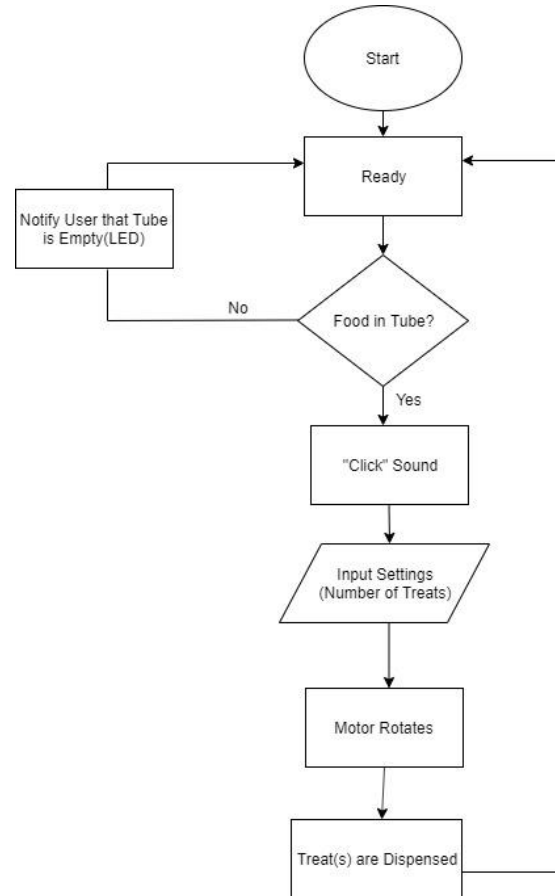 Start
Ready
Notify User that Tube
is Empty(LED)
Food in Tube?
No
Yes
"Click" Sound
Input Settings
(Number of Treats)
Motor Rotates
Treat(s) are Dispensed